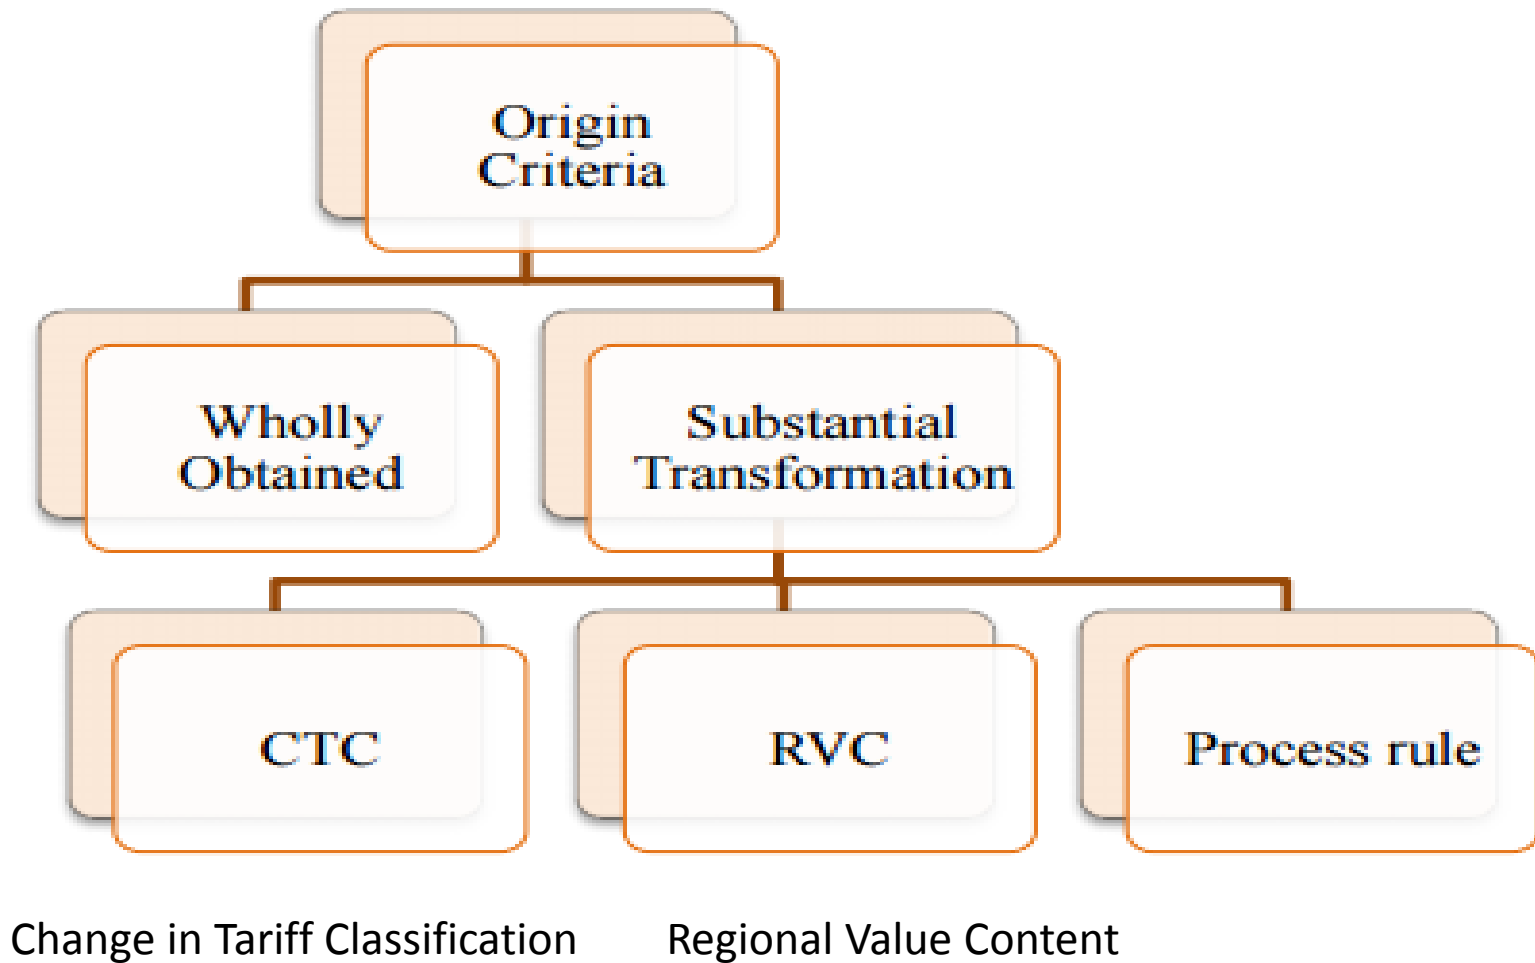 Origin
Criteria
Wholly
Obtained
Substantial
Transformation
CTC
RVC
Process rule
Change in Tariff Classification
Regional Value Content